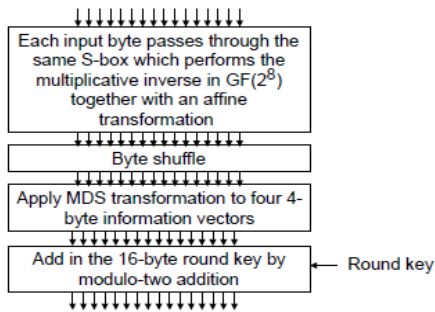 Each input byte passes through the
same S-box which performs the
multiplicative inverse in GF(2⁸)
together with an affine
transformation
Byte shuffle
Apply MDS transformation to four 4-
byte information vectors
Add in the 16-byte round key by
modulo-two addition
Round key